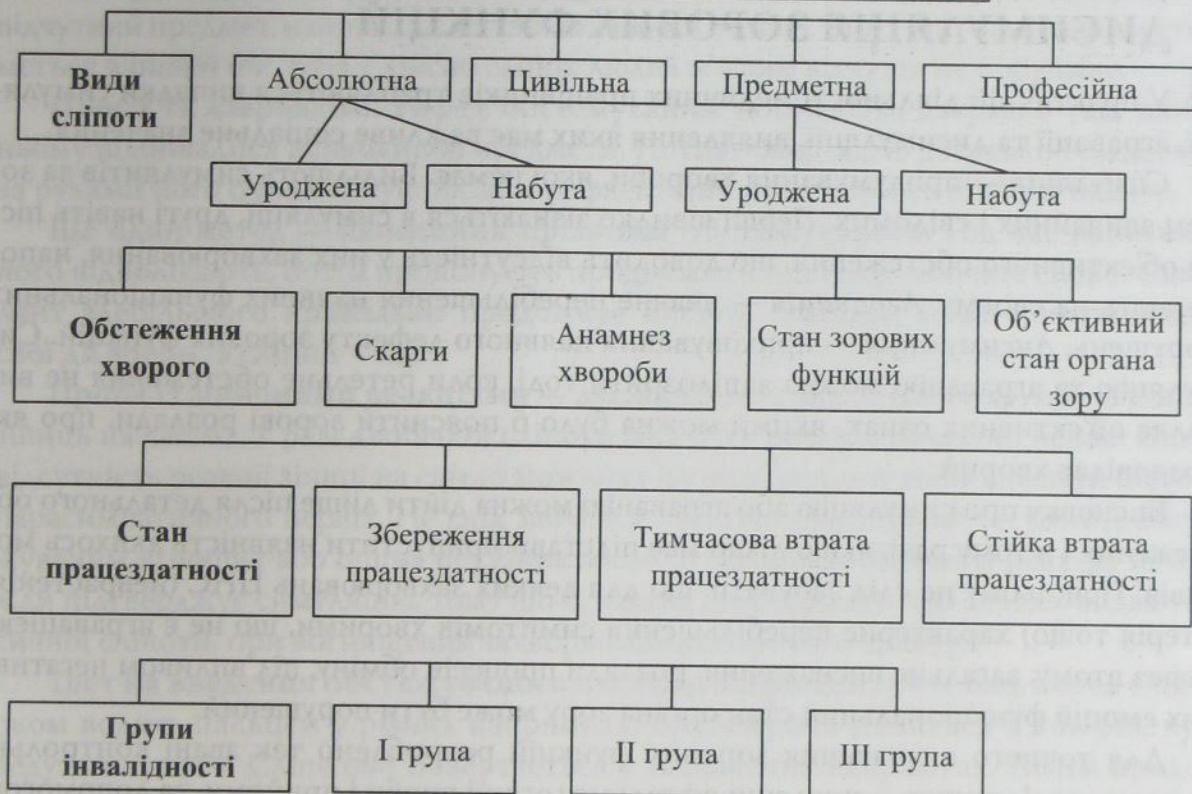 Види
сліпоти
Абсолютна
Цивільна
Предметна
Професійна
Уроджена
Набута
Уроджена
Набута
Обстеження
хворого
Скарги
Анамнез
хвороби
Стан зорових
функцій
Об’єктивний
стан органа
зору
Стан
працездатності
Збереження
працездатності
Тимчасова втрата
працездатності
Стійка втрата
працездатності
Групи
інвалідності
I група
II група
III група